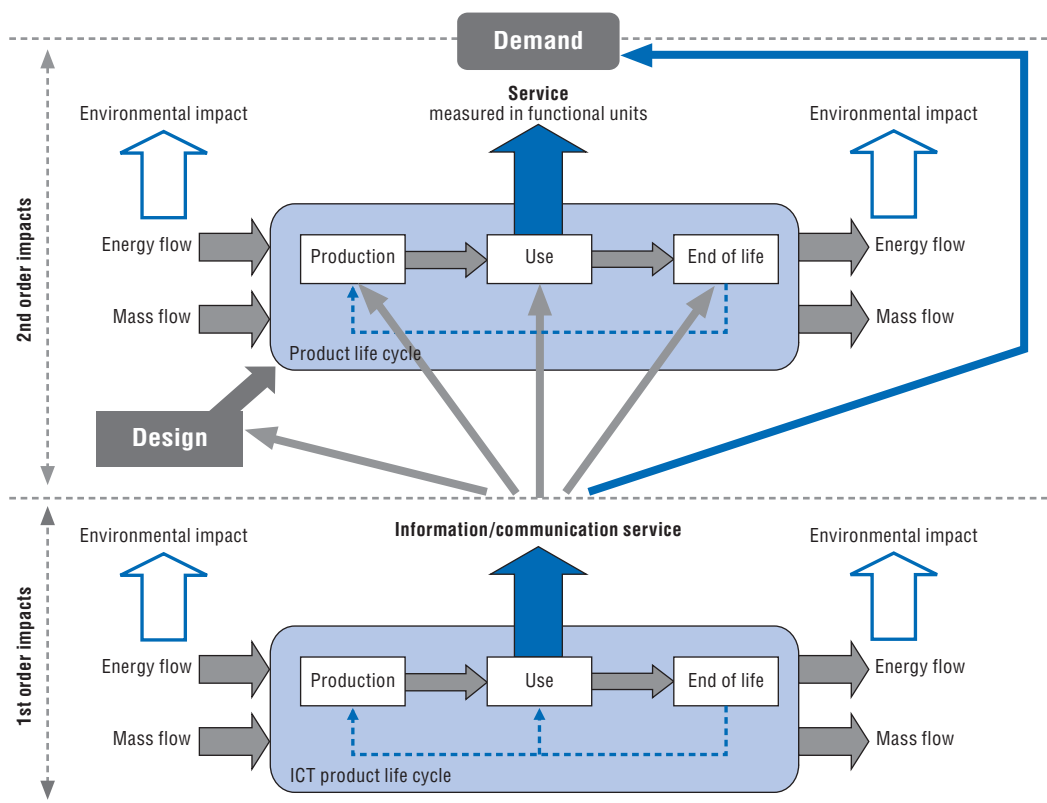 Demand
Service
measured in functional units
Environmental impact
Environmental impact
2nd order impacts
Energy flow
Production
Use
End of life
Energy flow
Mass flow
Mass flow
Product life cycle
Design
Information/communication service
Environmental impact
Environmental impact
1st order impacts
Energy flow
Production
Use
End of life
Energy flow
Mass flow
Mass flow
ICT product life cycle